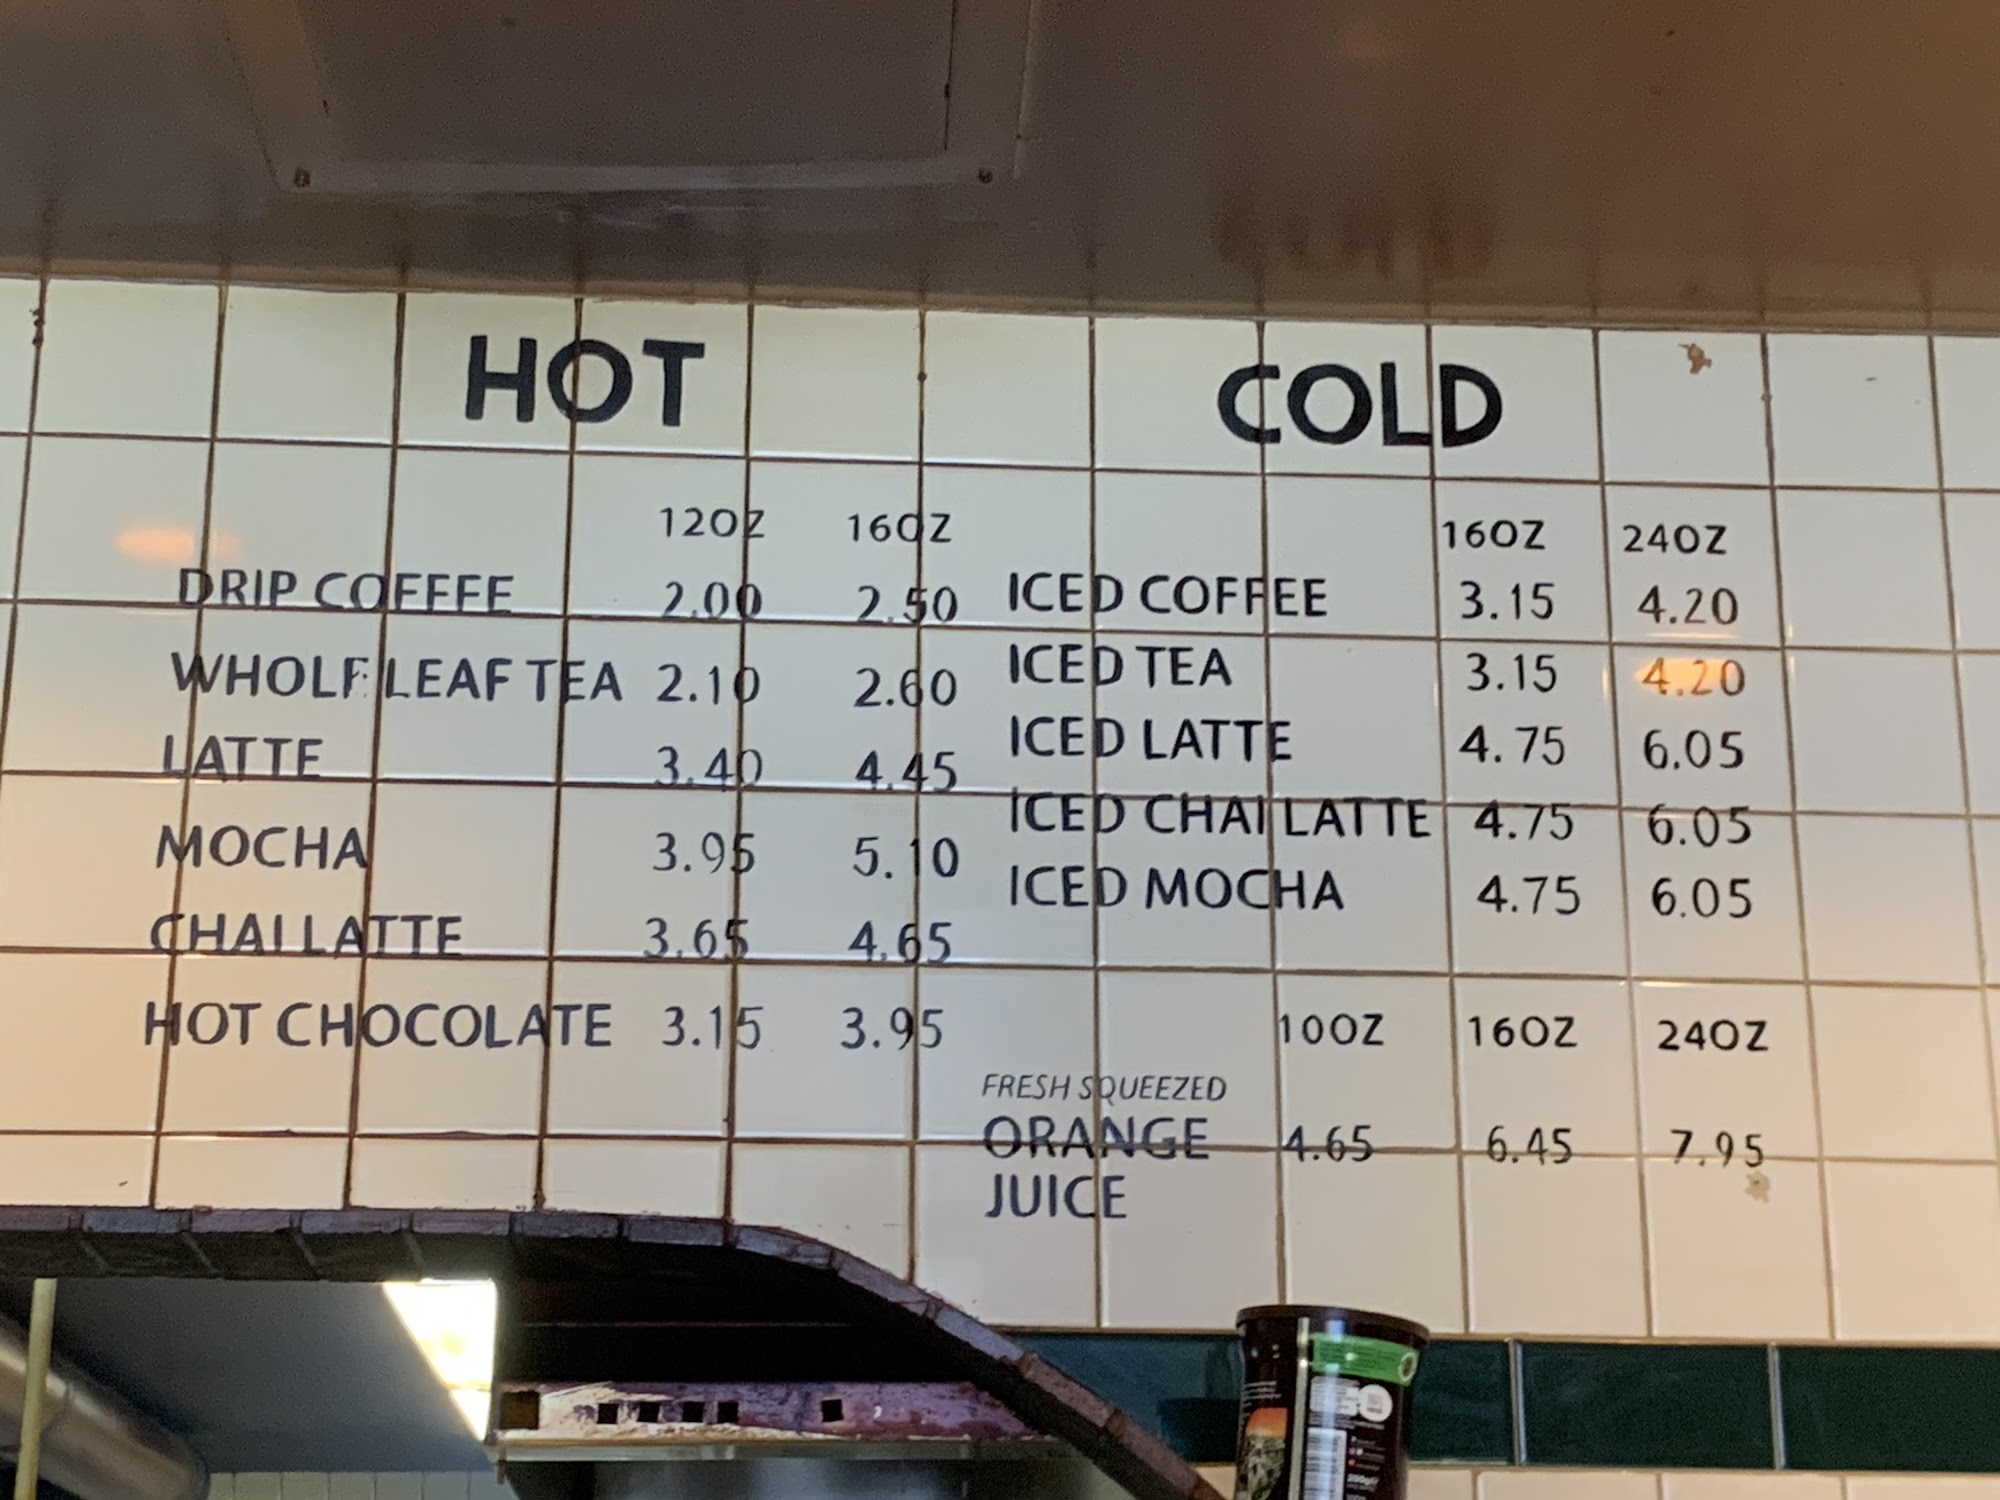 HOT
12OZ 16OZ
DRIP COFFEE 2.00 2.50
WHOLE LEAF TEA 2.10 2.60
LATTE 3.40 4.45
MOCHA 3.95 5.10
CHAI LATTE 3.65 4.65
HOT CHOCOLATE 3.15 3.95
COLD
16OZ 24OZ
ICED COFFEE 3.15 4.20
ICED TEA 3.15 4.20
ICED LATTE 4.75 6.05
ICED CHAI LATTE 4.75 6.05
ICED MOCHA 4.75 6.05
10OZ 16OZ 24OZ
FRESH SQUEEZED
ORANGE 4.65 6.45 7.95
JUICE